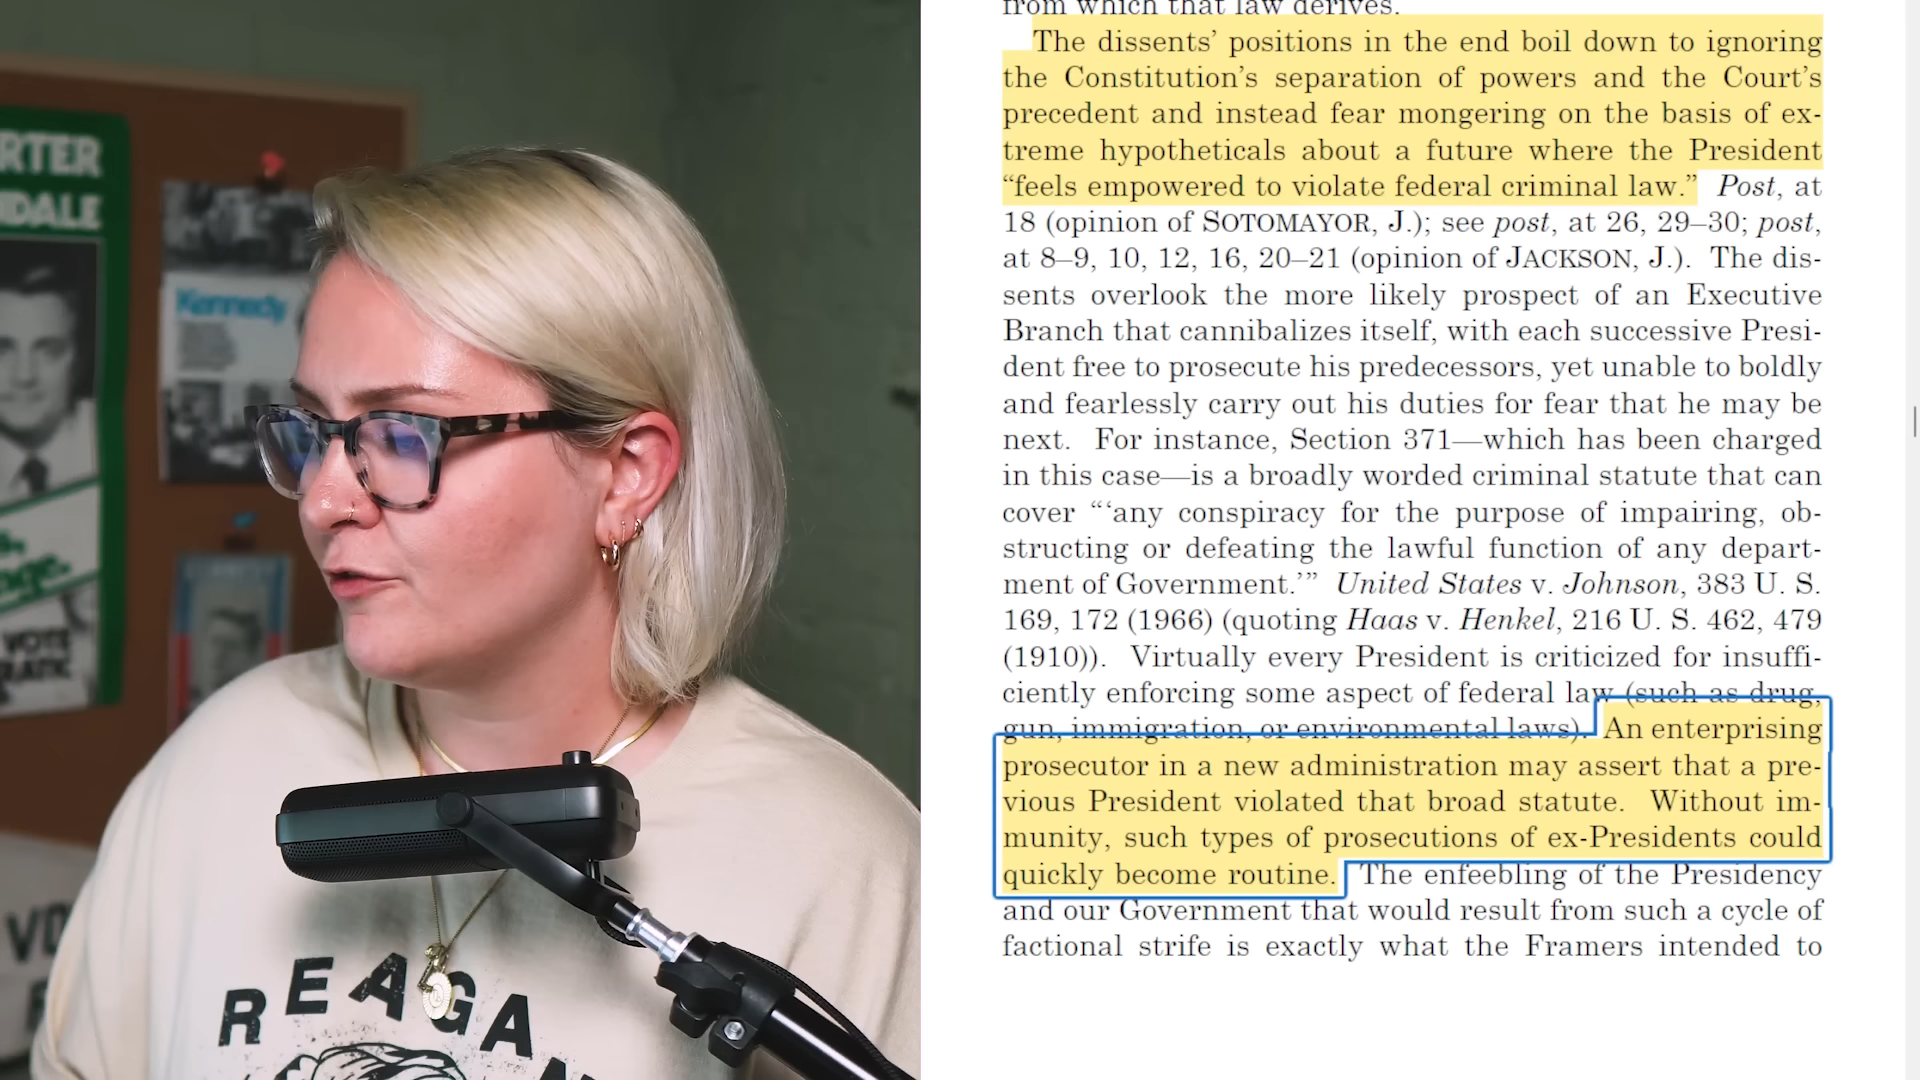 RTER
NDALE
Kennedy
VOTE
REAGAN
from which that law derives.
The dissents’ positions in the end boil down to ignoring
the Constitution’s separation of powers and the Court’s
precedent and instead fear mongering on the basis of ex-
treme hypotheticals about a future where the President
“feels empowered to violate federal criminal law.” Post, at
18 (opinion of SOTOMAYOR, J.); see post, at 26, 29–30; post,
at 8–9, 10, 12, 16, 20–21 (opinion of JACKSON, J.). The dis-
sents overlook the more likely prospect of an Executive
Branch that cannibalizes itself, with each successive Presi-
dent free to prosecute his predecessors, yet unable to boldly
and fearlessly carry out his duties for fear that he may be
next. For instance, Section 371—which has been charged
in this case—is a broadly worded criminal statute that can
cover “‘any conspiracy for the purpose of impairing, ob-
structing or defeating the lawful function of any depart-
ment of Government.’” United States v. Johnson, 383 U. S.
169, 172 (1966) (quoting Haas v. Henkel, 216 U. S. 462, 479
(1910)). Virtually every President is criticized for insuffi-
ciently enforcing some aspect of federal law (such as drug,
gun, immigration, or environmental laws). An enterprising
prosecutor in a new administration may assert that a pre-
vious President violated that broad statute. Without im-
munity, such types of prosecutions of ex-Presidents could
quickly become routine. The enfeebling of the Presidency
and our Government that would result from such a cycle of
factional strife is exactly what the Framers intended to